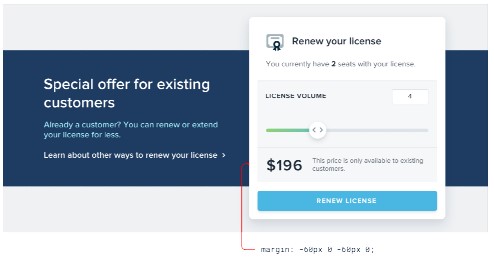 Renew your license
You currently have 2 seats with your license.
LICENSE VOLUME
4
Special offer for existing
customers
Already a customer? You can renew or extend
your license for less.
Learn about other ways to renew your license
$196
This price is only available to existing
customers.
RENEW LICENSE
margin: -60px 0 -60px 0;